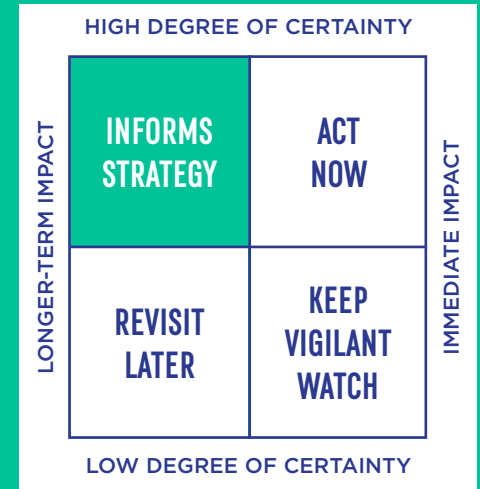 HIGH DEGREE OF CERTAINTY
LONGER-TERM IMPACT
INFORMS
STRATEGY
ACT
NOW
IMMEDIATE IMPACT
REVISIT
LATER
KEEP
VIGILANT
WATCH
LOW DEGREE OF CERTAINTY